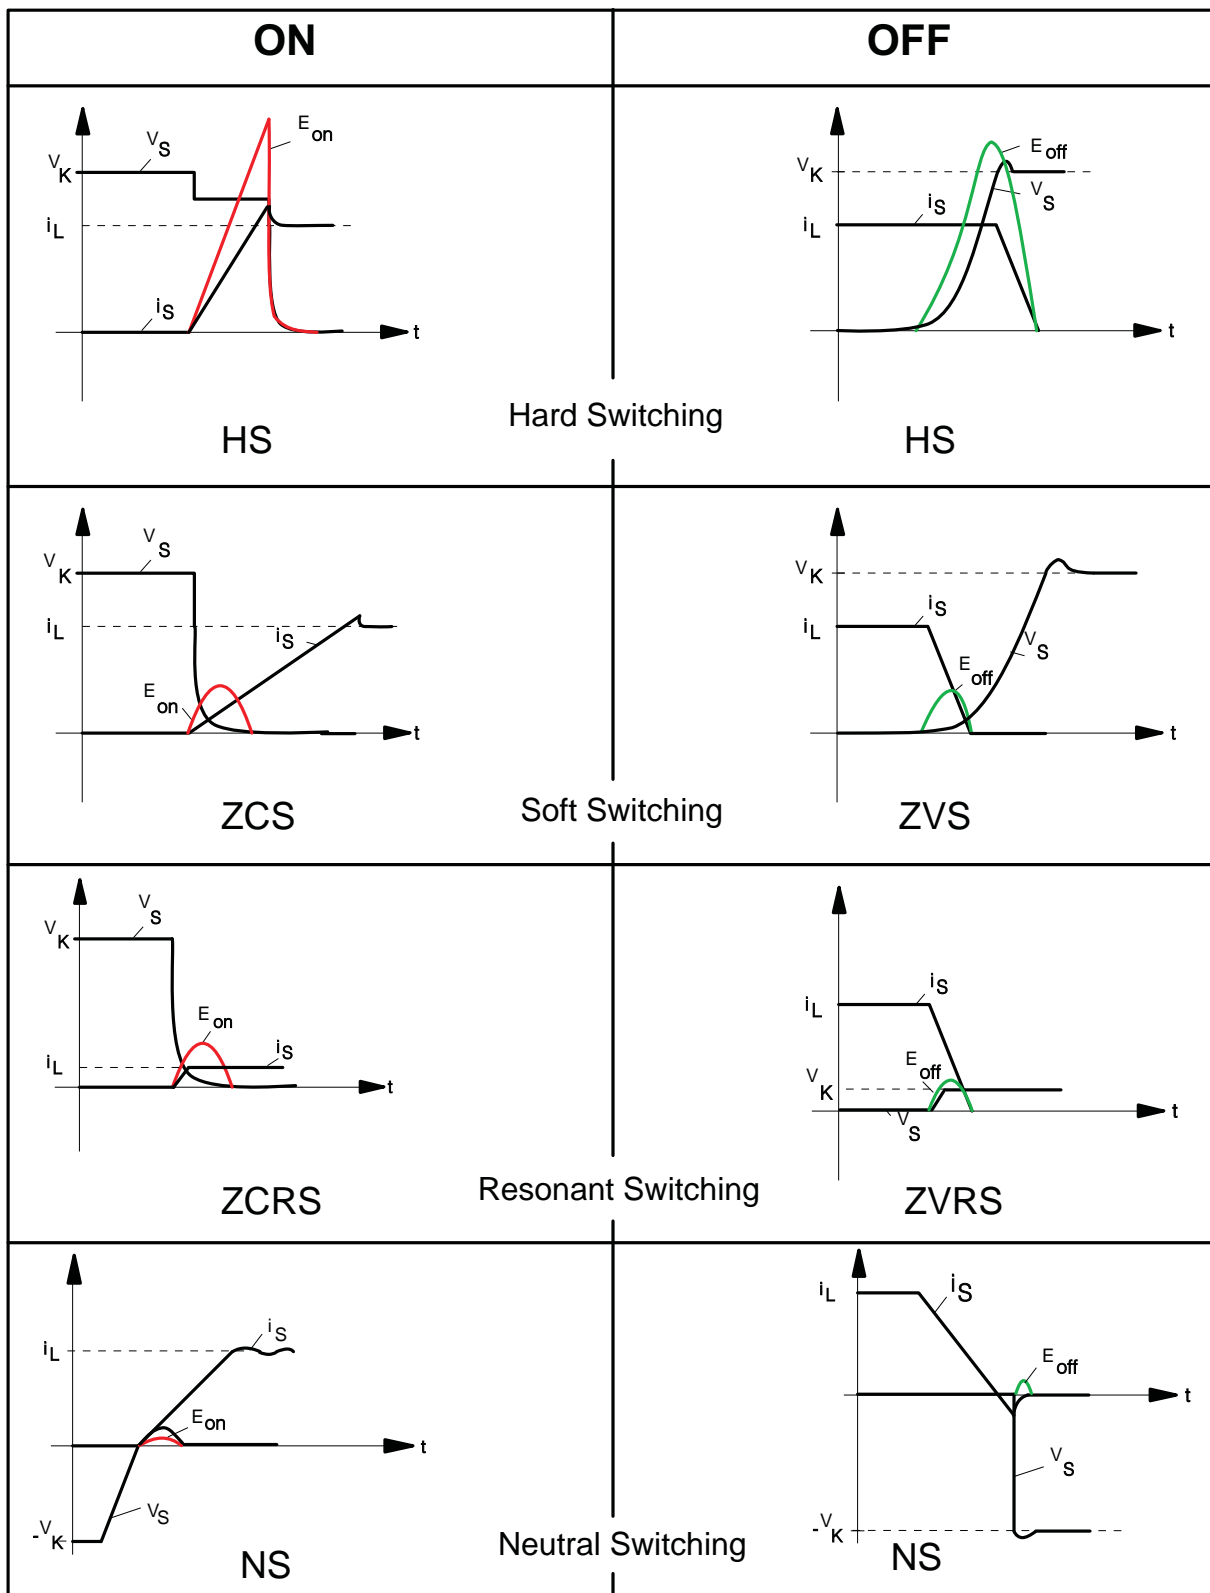 ON
OFF
E on
V S
V K
i L
i S
t
HS
E off
V K
V S
i S
i L
t
HS
Hard Switching
V S
V K
i L
i S
E on
t
ZCS
V K
i S
i L
V S
E off
t
ZVS
Soft Switching
V S
V K
E on
i S
i L
t
ZCRS
i S
i L
E off
V K
V S
t
ZVRS
Resonant Switching
i S
i L
E on
t
V S
-V K
NS
i L
i S
E off
t
V S
-V K
NS
Neutral Switching